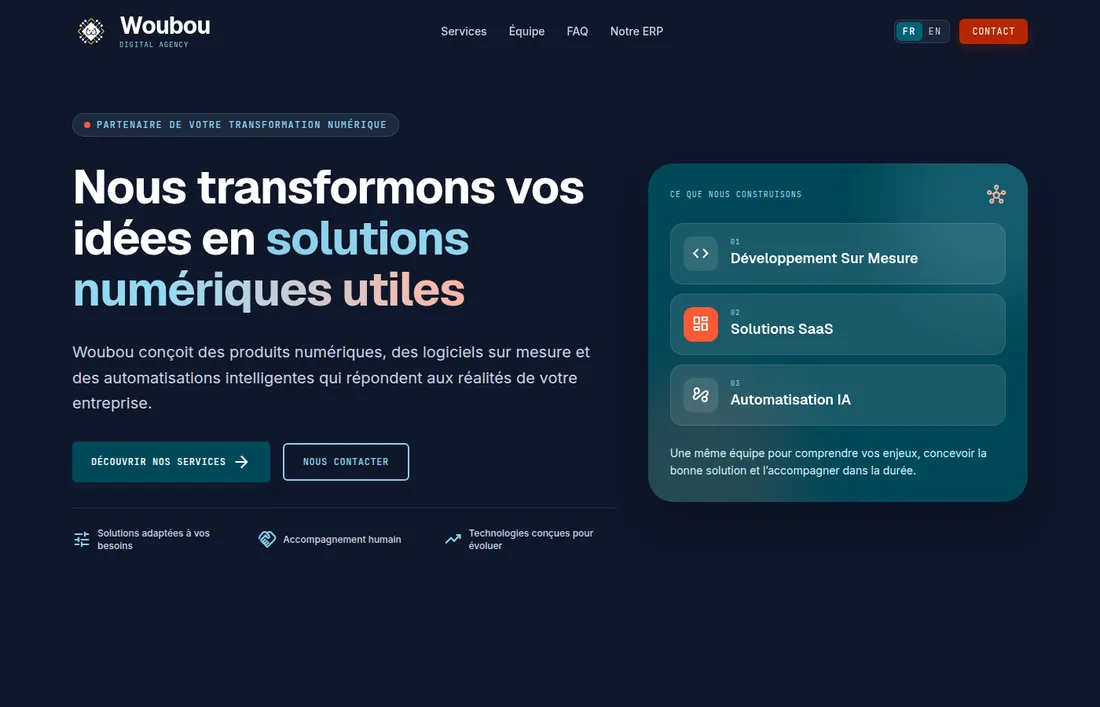 Woubou
DIGITAL AGENCY
Services
Équipe
FAQ
Notre ERP
FR
EN
CONTACT
PARTENAIRE DE VOTRE TRANSFORMATION NUMÉRIQUE
Nous transformons vos
idées en solutions
numériques utiles
Woubou conçoit des produits numériques, des logiciels sur mesure et
des automatisations intelligentes qui répondent aux réalités de votre
entreprise.
DÉCOUVRIR NOS SERVICES
NOUS CONTACTER
Solutions adaptées à vos
besoins
Accompagnement humain
Technologies conçues pour
évoluer
CE QUE NOUS CONSTRUISONS
01
Développement Sur Mesure
02
Solutions SaaS
03
Automatisation IA
Une même équipe pour comprendre vos enjeux, concevoir la
bonne solution et l’accompagner dans la durée.